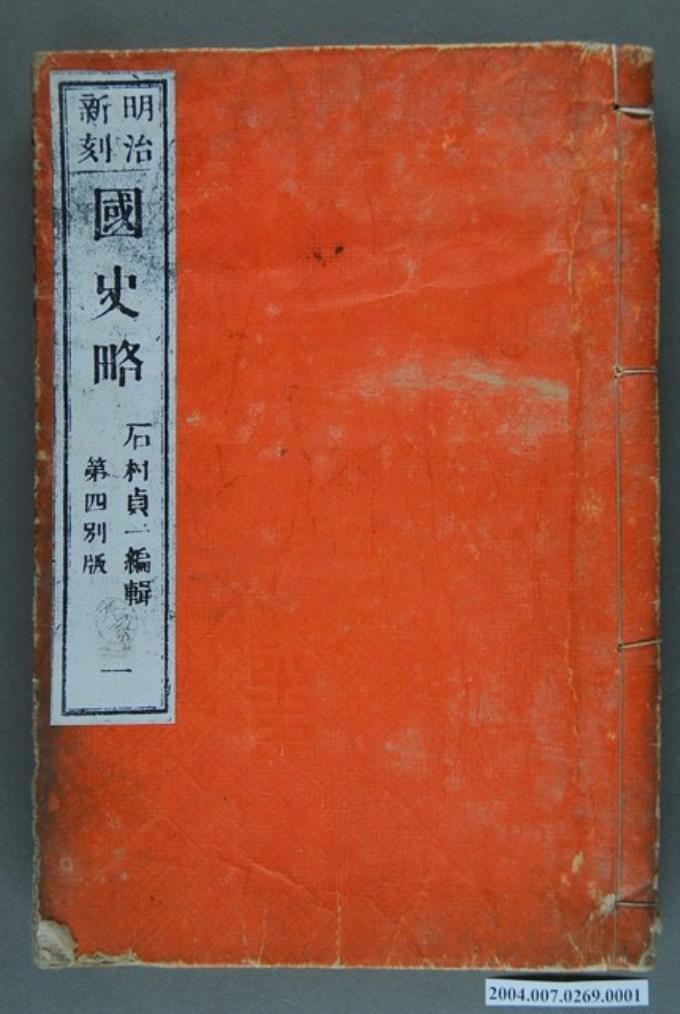 明治
新刻
國史略
石村貞一編輯
第四別版
一
2004.007.0269.0001